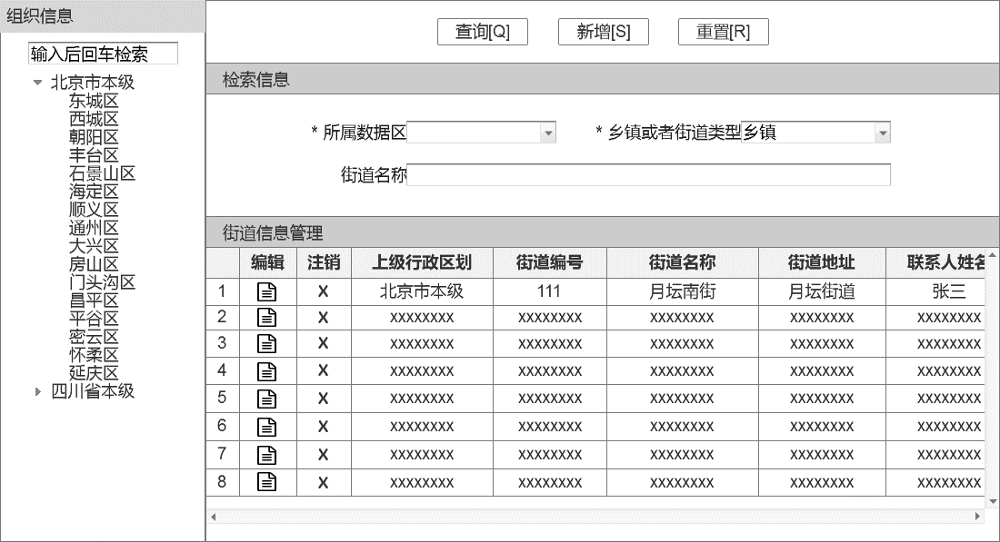 组织信息
输入后回车检索
北京市本级
东城区
西城区
朝阳区
丰台区
石景山区
海定区
顺义区
通州区
大兴区
房山区
门头沟区
昌平区
平谷区
密云区
怀柔区
延庆区
四川省本级
查询[Q] 新增[S] 重置[R]
检索信息
* 所属数据区 * 乡镇或者街道类型 乡镇
街道名称
街道信息管理
编辑 注销 上级行政区划 街道编号 街道名称 街道地址 联系人姓名
1 X 北京市本级 111 月坛南街 月坛街道 张三
2 X xxxxxxxx xxxxxxxx xxxxxxxx xxxxxxxx xxxxxxxx
3 X xxxxxxxx xxxxxxxx xxxxxxxx xxxxxxxx xxxxxxxx
4 X xxxxxxxx xxxxxxxx xxxxxxxx xxxxxxxx xxxxxxxx
5 X xxxxxxxx xxxxxxxx xxxxxxxx xxxxxxxx xxxxxxxx
6 X xxxxxxxx xxxxxxxx xxxxxxxx xxxxxxxx xxxxxxxx
7 X xxxxxxxx xxxxxxxx xxxxxxxx xxxxxxxx xxxxxxxx
8 X xxxxxxxx xxxxxxxx xxxxxxxx xxxxxxxx xxxxxxxx